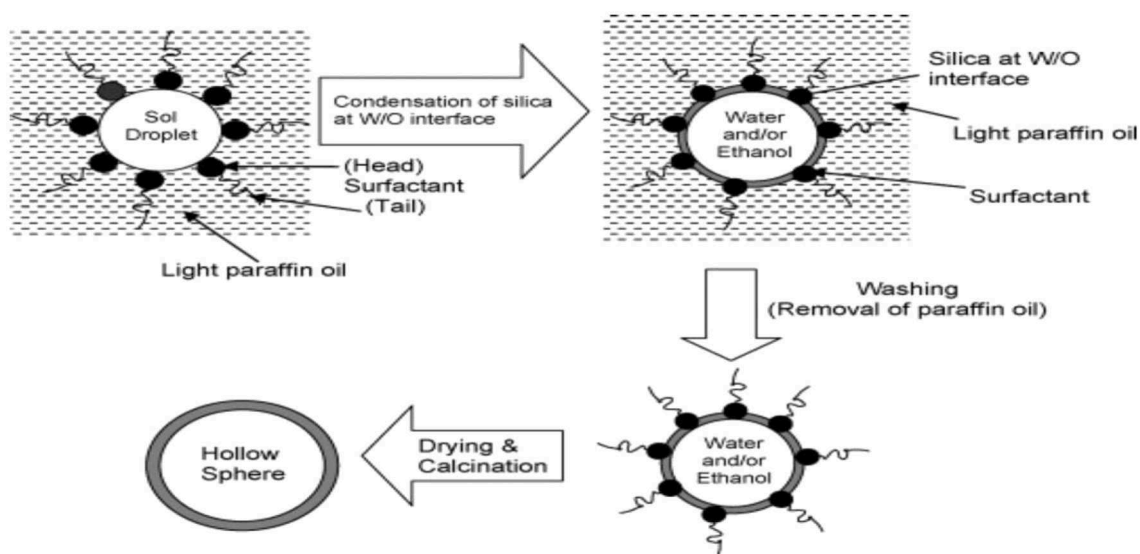 Sol
Droplet
Condensation of silica
at W/O interface
(Head)
Surfactant
(Tail)
Light paraffin oil
Water
and/or
Ethanol
Silica at W/O
interface
Light paraffin oil
Surfactant
Washing
(Removal of paraffin oil)
Water
and/or
Ethanol
Drying &
Calcination
Hollow
Sphere